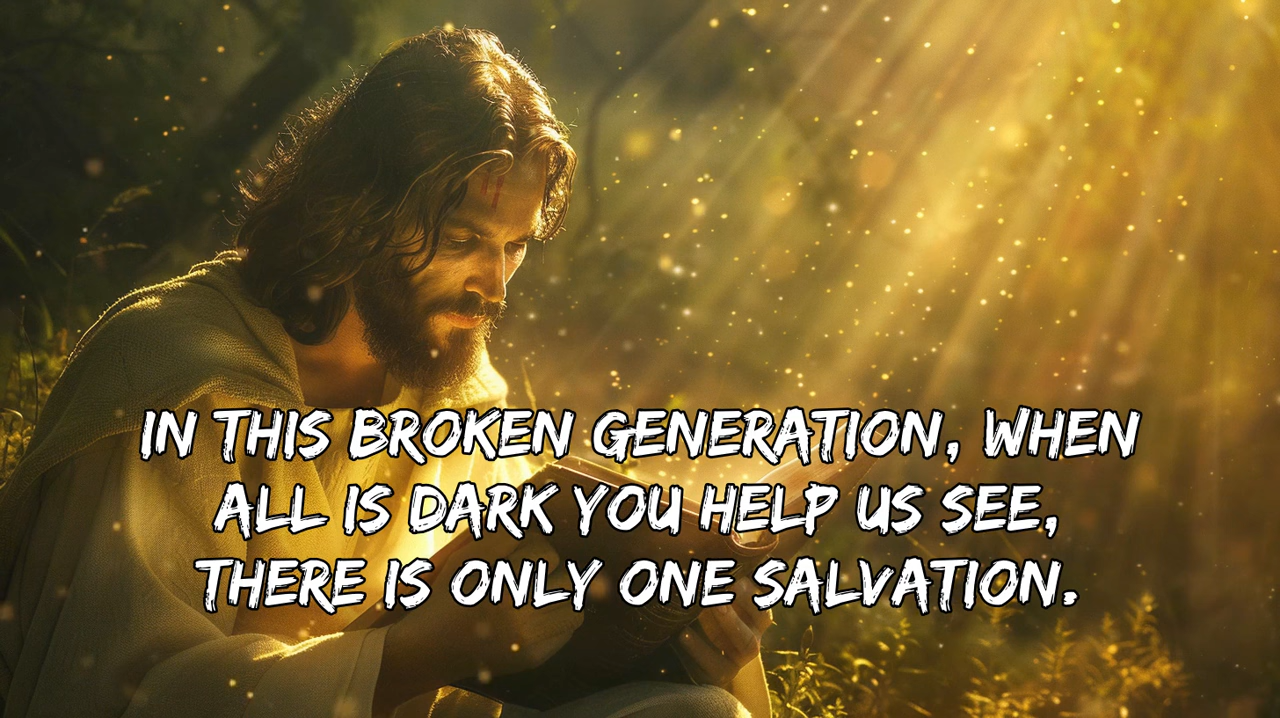 IN THIS BROKEN GENERATION, WHEN
ALL IS DARK YOU HELP US SEE,
THERE IS ONLY ONE SALVATION.